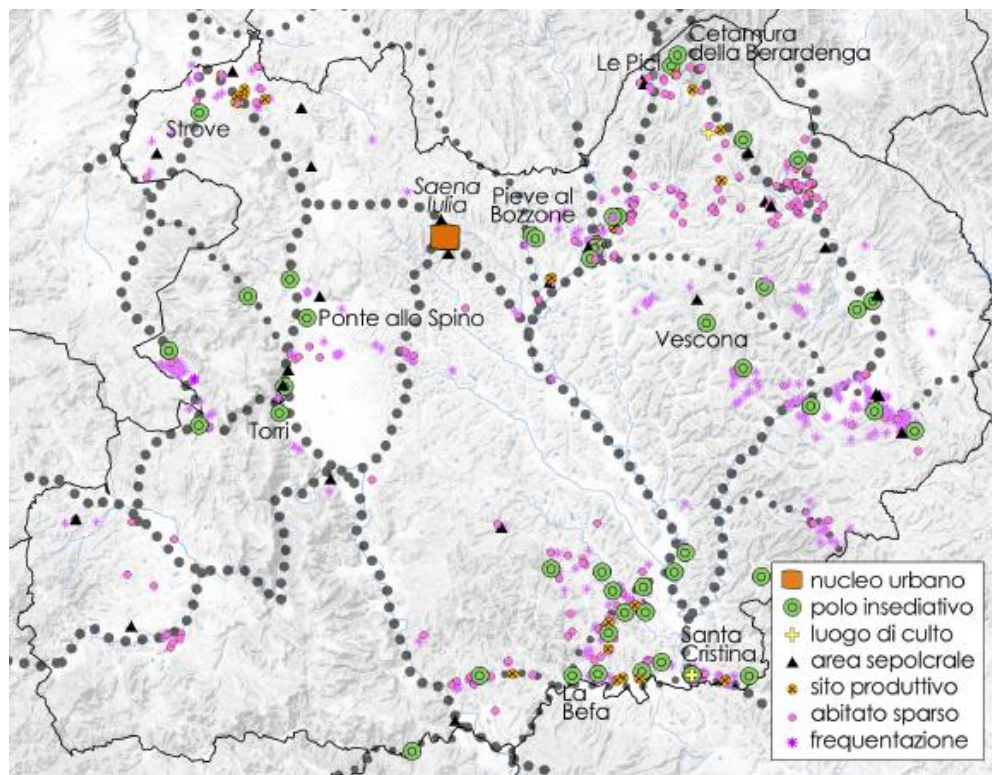 Cetamura
della Berardenga
Le Pici
Strove
Saena
Iulia
Pieve al
Bozzone
Ponte allo Spino
Vescona
Torri
Santa
Cristina
La
Befa
nucleo urbano
polo insediativo
luogo di culto
area sepolcrale
sito produttivo
abitato sparso
frequentazione